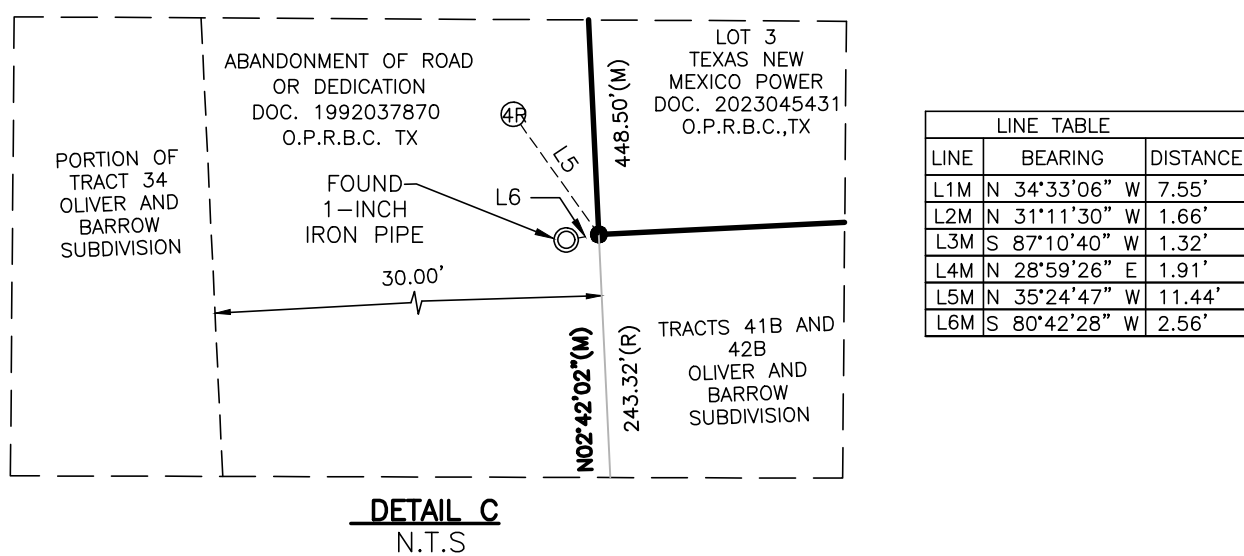 ABANDONMENT OF ROAD
OR DEDICATION
DOC. 1992037870
O.P.R.B.C. TX
LOT 3
TEXAS NEW
MEXICO POWER
DOC. 2023045431
O.P.R.B.C.,TX
448.50'(M)
4R
L5
PORTION OF
TRACT 34
OLIVER AND
BARROW
SUBDIVISION
FOUND
1-INCH
IRON PIPE
L6
30.00'
N02°42'02"(M)
243.32'(R)
TRACTS 41B AND
42B
OLIVER AND
BARROW
SUBDIVISION
DETAIL C
N.T.S
LINE TABLE
LINE BEARING DISTANCE
L1M N 34°33'06" W 7.55'
L2M N 31°11'30" W 1.66'
L3M S 87°10'40" W 1.32'
L4M N 28°59'26" E 1.91'
L5M N 35°24'47" W 11.44'
L6M S 80°42'28" W 2.56'